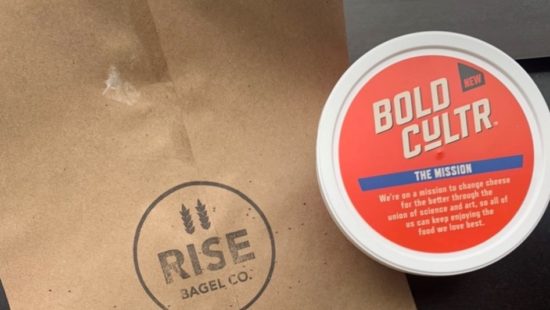 RISE
BAGEL CO.
NEW
BOLD
CULTR
™
THE MISSION
We're on a mission to change cheese
for the better through the
union of science and art, so all of
us can keep enjoying the
food we love best.